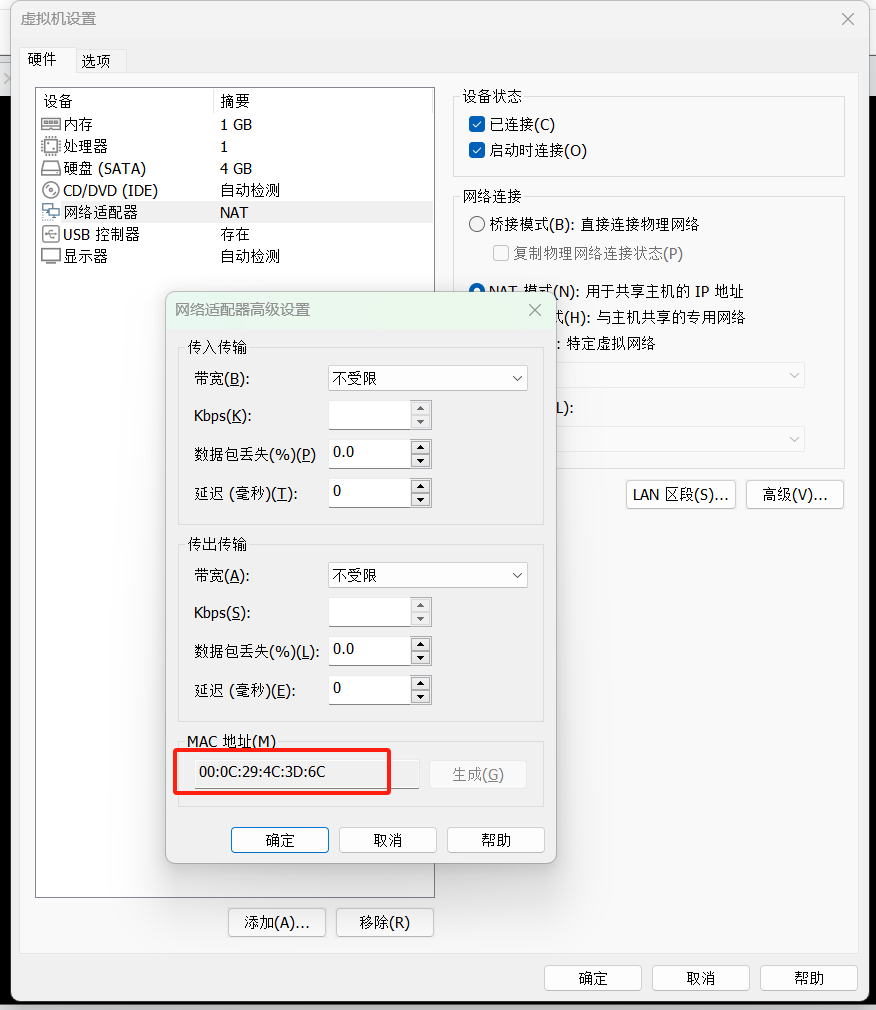 虚拟机设置
硬件 选项
设备 摘要
内存 1 GB
处理器 1
硬盘 (SATA) 4 GB
CD/DVD (IDE) 自动检测
网络适配器 NAT
USB 控制器 存在
显示器 自动检测
设备状态
已连接(C)
启动时连接(O)
网络连接
桥接模式(B): 直接连接物理网络
复制物理网络连接状态(P)
NAT 模式(N): 用于共享主机的 IP 地址
式(H): 与主机共享的专用网络
: 特定虚拟网络
L):
LAN 区段(S)... 高级(V)...
网络适配器高级设置
传入传输
带宽(B): 不受限
Kbps(K):
数据包丢失(%)(P) 0.0
延迟 (毫秒)(T): 0
传出传输
带宽(A): 不受限
Kbps(S):
数据包丢失(%)(L): 0.0
延迟 (毫秒)(E): 0
MAC 地址(M)
00:0C:29:4C:3D:6C 生成(G)
确定 取消 帮助
添加(A)... 移除(R)
确定 取消 帮助